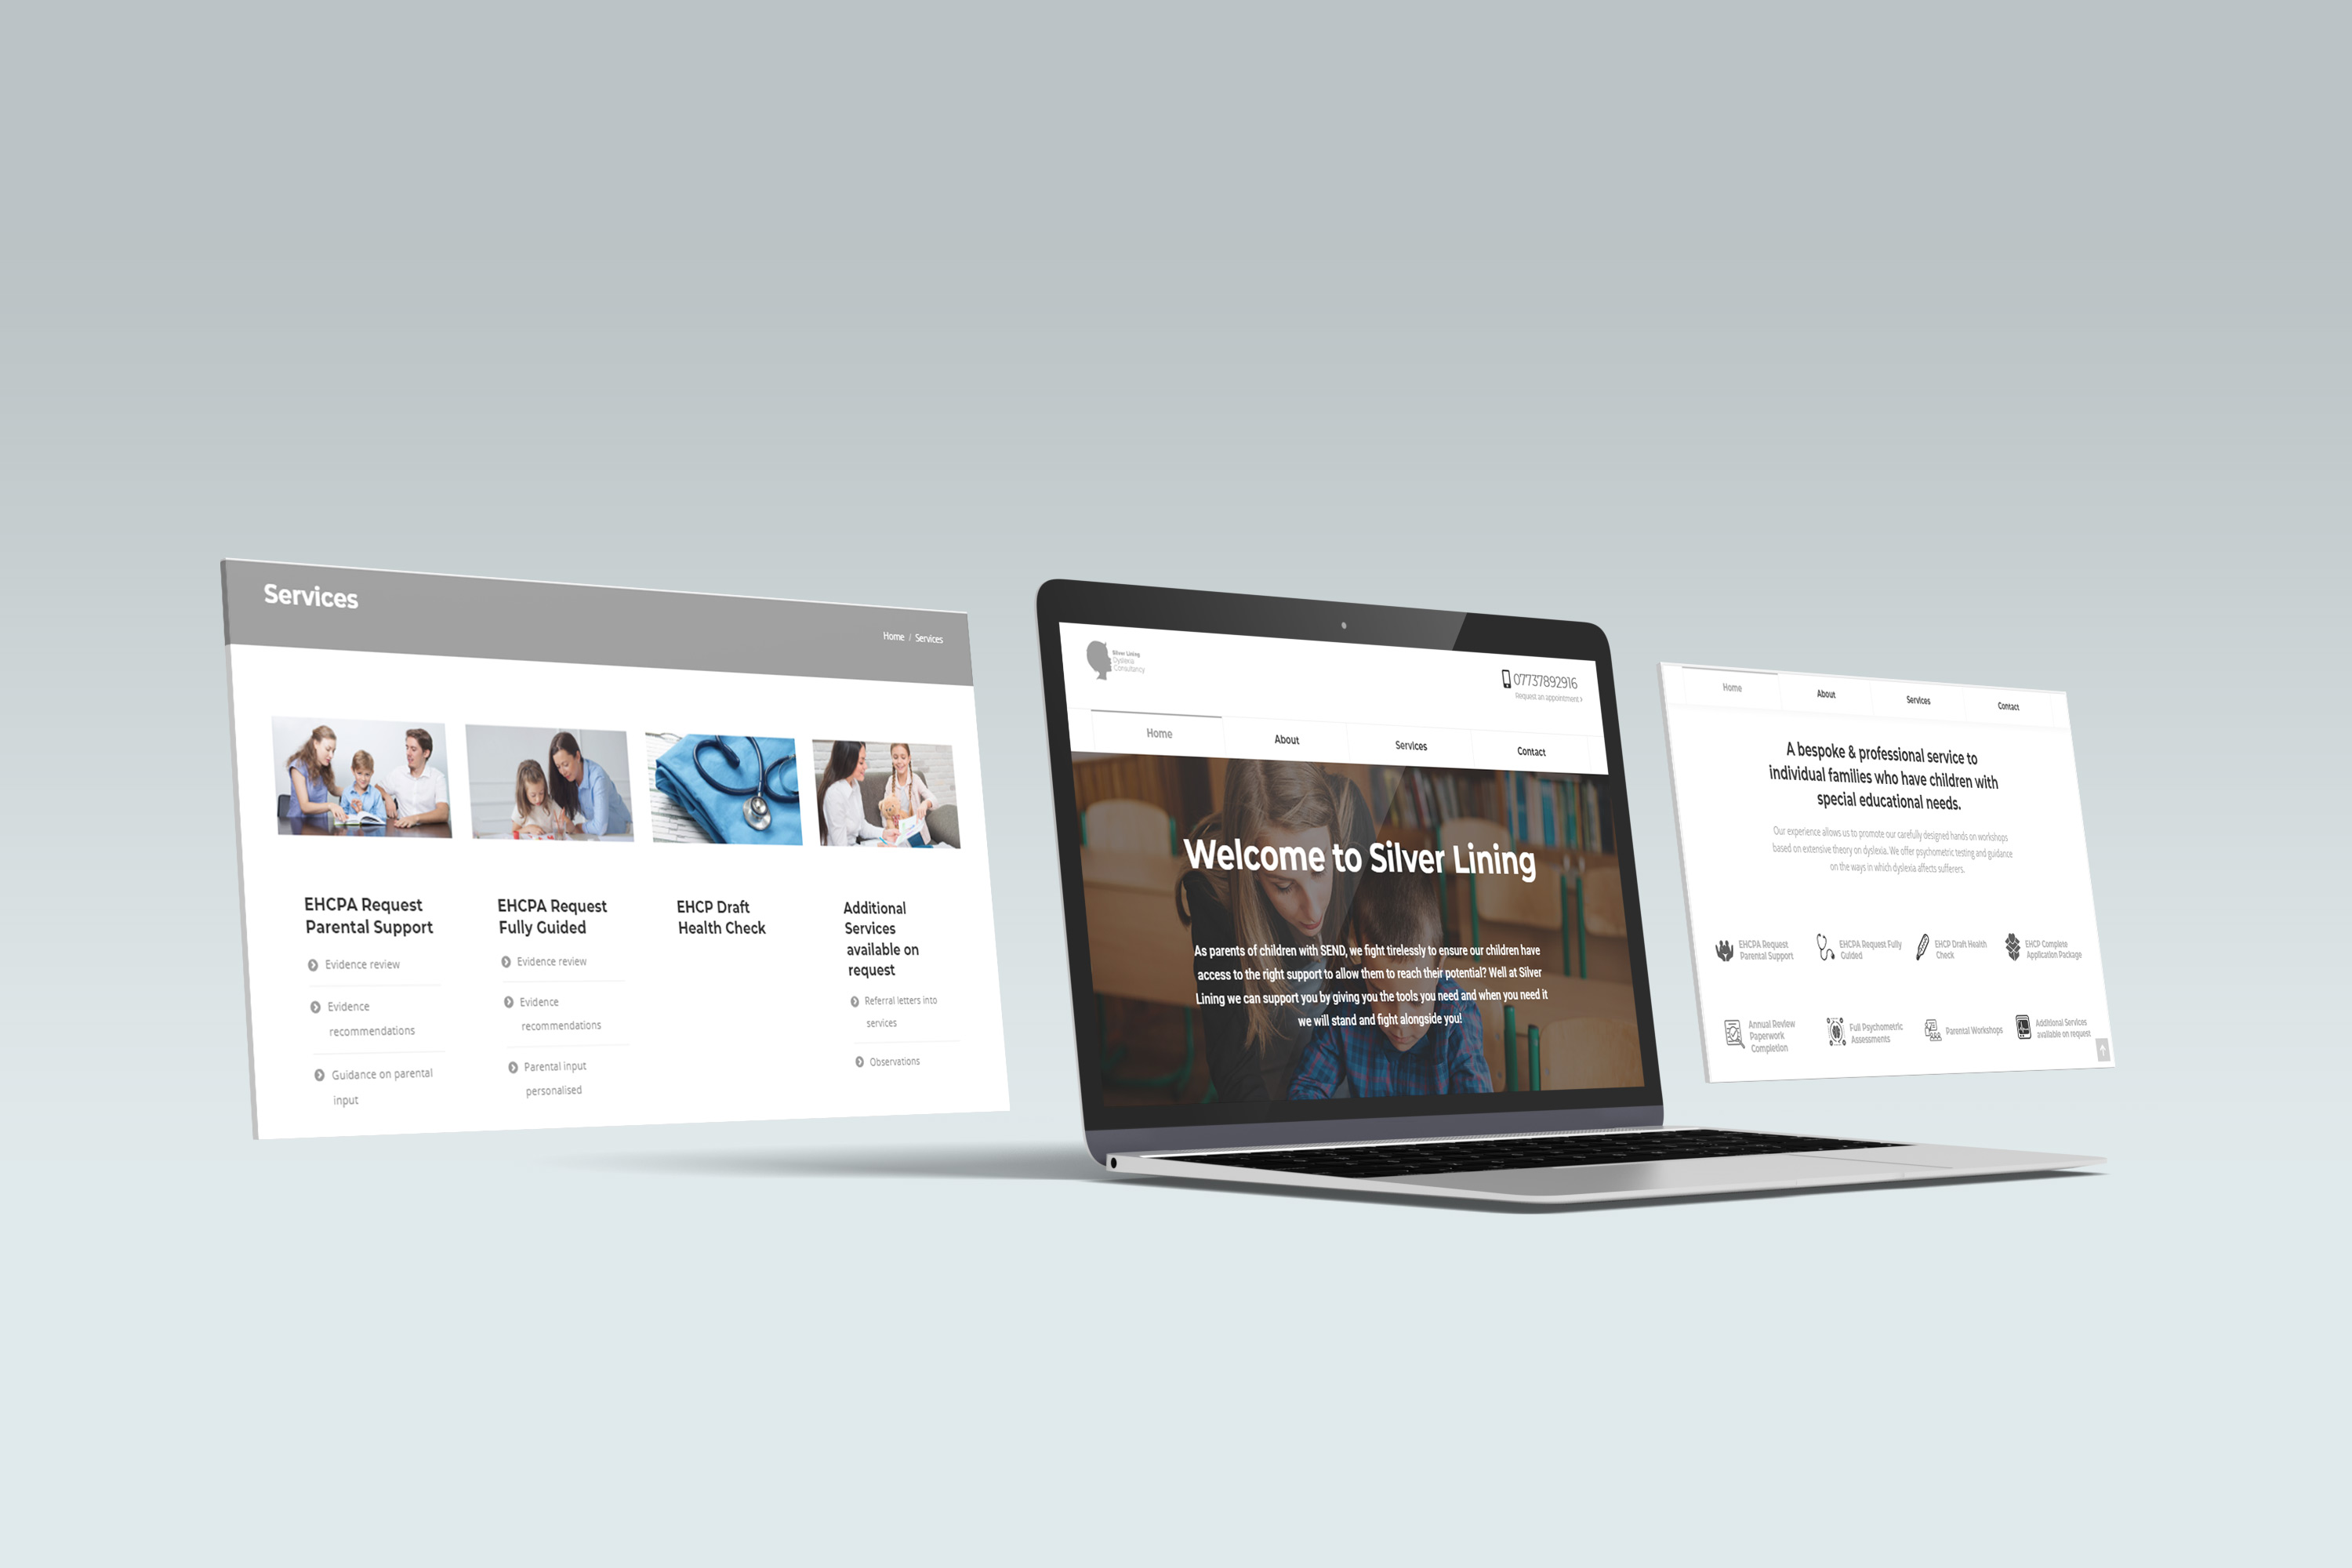 Services
Home / Services
EHCPA Request
Parental Support
Evidence review
Evidence
recommendations
Guidance on parental
input
EHCPA Request
Fully Guided
Evidence review
Evidence
recommendations
Parental input
personalised
EHCP Draft
Health Check
Additional
Services
available on
request
Referral letters into
services
Observations
Silver Lining
Dyslexia
Consultancy
07737892916
Request an appointment
Home
About
Services
Contact
Welcome to Silver Lining
As parents of children with SEND, we fight tirelessly to ensure our children have
access to the right support to allow them to reach their potential? Well at Silver
Lining we can support you by giving you the tools you need and when you need it
we will stand and fight alongside you!
Home
About
Services
Contact
A bespoke & professional service to
individual families who have children with
special educational needs.
Our experience allows us to promote our carefully designed hands on workshops
based on extensive theory on dyslexia. We offer psychometric testing and guidance
on the ways in which dyslexia affects sufferers.
EHCPA Request
Parental Support
EHCPA Request Fully
Guided
EHCP Draft Health
Check
EHCP Complete
Application Package
Annual Review
Paperwork
Completion
Full Psychometric
Assessments
Parental Workshops
Additional Services
available on request